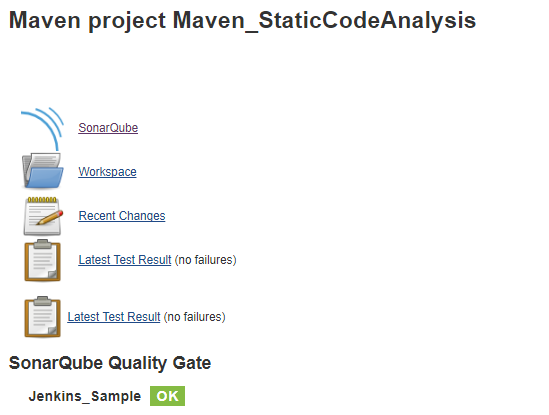 Maven project Maven_StaticCodeAnalysis
SonarQube
Workspace
Recent Changes
Latest Test Result (no failures)
Latest Test Result (no failures)
SonarQube Quality Gate
Jenkins_Sample OK